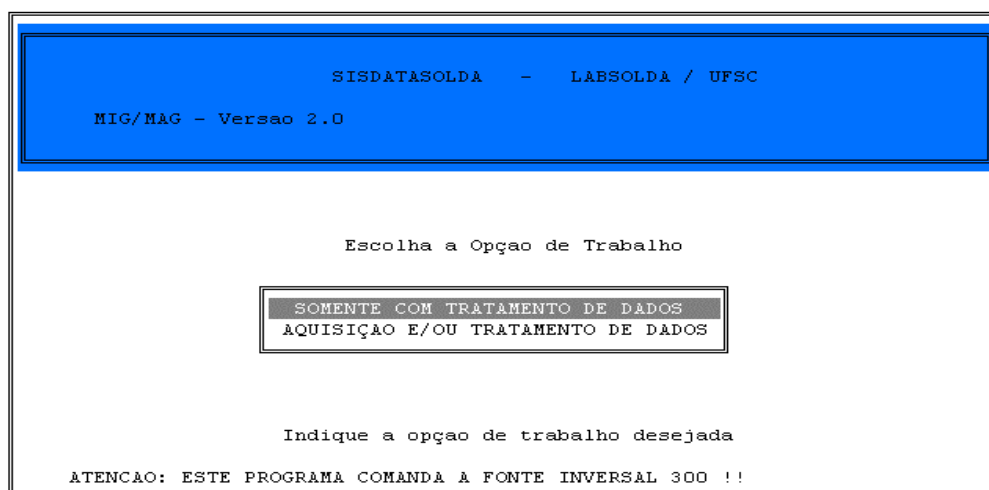 SISDATASOLDA - LABSOLDA / UFSC
MIG/MAG - Versao 2.0
Escolha a Opçao de Trabalho
SOMENTE COM TRATAMENTO DE DADOS
AQUISIÇAO E/OU TRATAMENTO DE DADOS
Indique a opçao de trabalho desejada
ATENCAO: ESTE PROGRAMA COMANDA A FONTE INVERSAL 300 !!